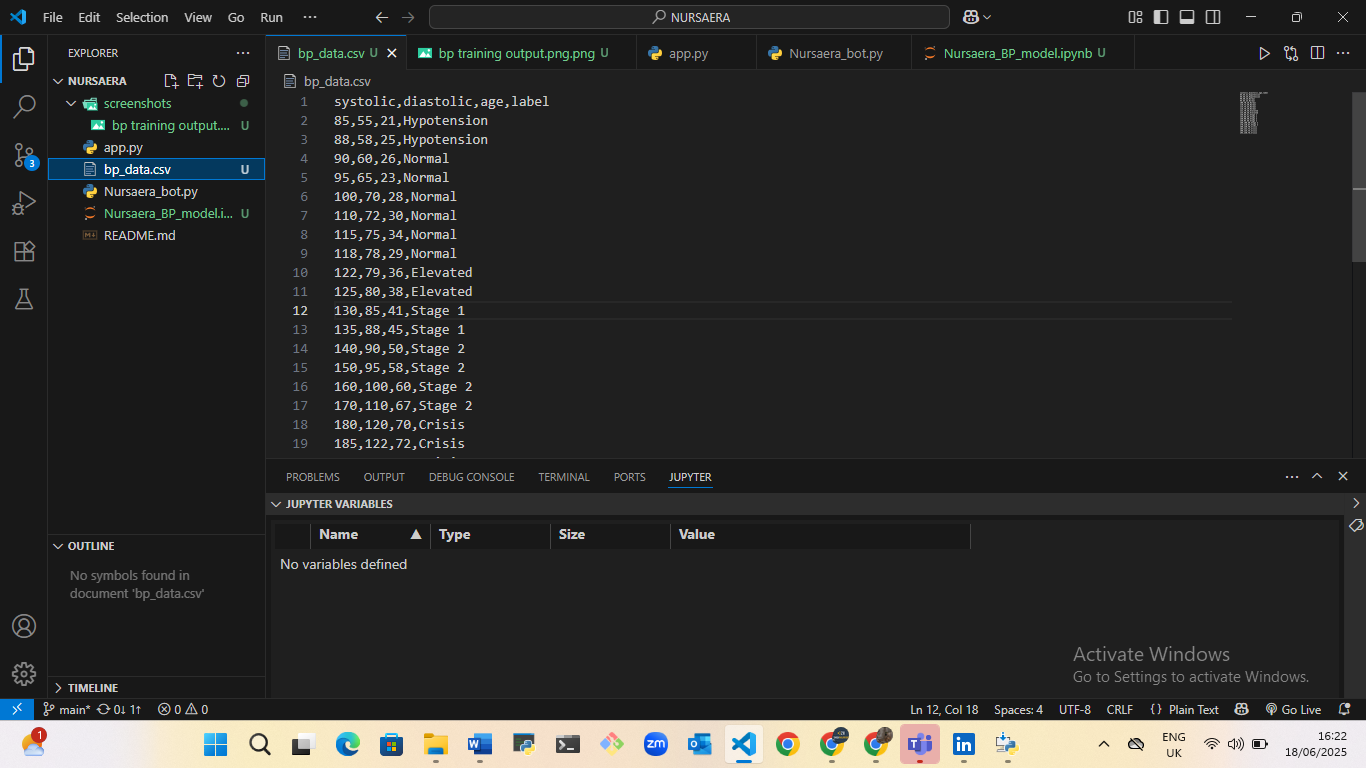 File Edit Selection View Go Run ···
NURSAERA
EXPLORER ···
NURSAERA
screenshots
bp training output.... U
app.py
bp_data.csv U
Nursaera_bot.py
Nursaera_BP_model.i... U
README.md
OUTLINE
No symbols found in
document 'bp_data.csv'
TIMELINE
bp_data.csv U
bp training output.png.png U
app.py
Nursaera_bot.py
Nursaera_BP_model.ipynb U
bp_data.csv
1 systolic,diastolic,age,label
2 85,55,21,Hypotension
3 88,58,25,Hypotension
4 90,60,26,Normal
5 95,65,23,Normal
6 100,70,28,Normal
7 110,72,30,Normal
8 115,75,34,Normal
9 118,78,29,Normal
10 122,79,36,Elevated
11 125,80,38,Elevated
12 130,85,41,Stage 1
13 135,88,45,Stage 1
14 140,90,50,Stage 2
15 150,95,58,Stage 2
16 160,100,60,Stage 2
17 170,110,67,Stage 2
18 180,120,70,Crisis
19 185,122,72,Crisis
PROBLEMS OUTPUT DEBUG CONSOLE TERMINAL PORTS JUPYTER
JUPYTER VARIABLES
Name Type Size Value
No variables defined
Activate Windows
Go to Settings to activate Windows.
3
main* 0↓ 1↑ 0 0
Ln 12, Col 18 Spaces: 4 UTF-8 CRLF {} Plain Text Go Live
1
zm
ENG
UK
16:22
18/06/2025